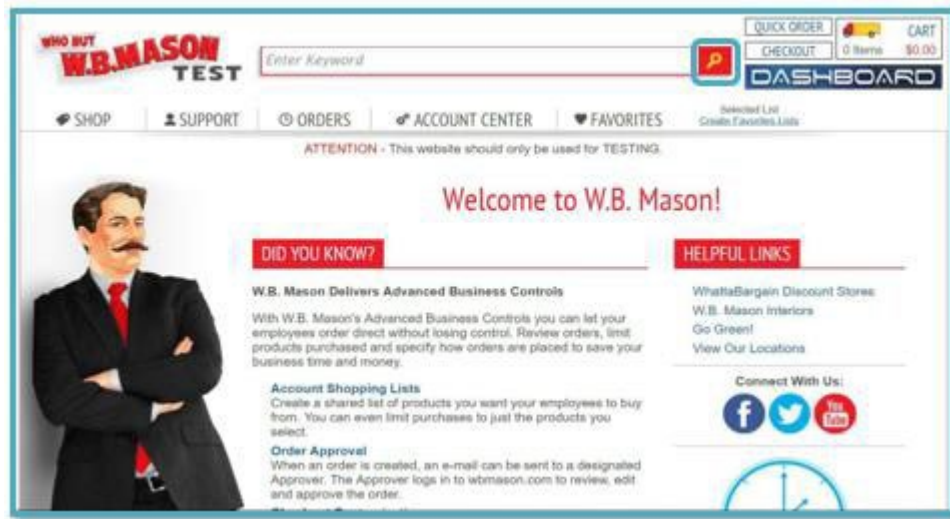 WHO BUT
W.B.MASON
TEST
Enter Keyword
QUICK ORDER
CHECKOUT
CART
0 Items $0.00
DASHBOARD
SHOP SUPPORT ORDERS ACCOUNT CENTER FAVORITES
Selected List
Create Favorites Lists
ATTENTION - This website should only be used for TESTING.
Welcome to W.B. Mason!
DID YOU KNOW?
W.B. Mason Delivers Advanced Business Controls
With W.B. Mason's Advanced Business Controls you can let your
employees order direct without losing control. Review orders, limit
products purchased and specify how orders are placed to save your
business time and money.
Account Shopping Lists
Create a shared list of products you want your employees to buy
from. You can even limit purchases to just the products you
select.
Order Approval
When an order is created, an e-mail can be sent to a designated
Approver. The Approver logs in to wbmason.com to review, edit
and approve the order.
HELPFUL LINKS
WhattaBargain Discount Stores
W.B. Mason Interiors
Go Green!
View Our Locations
Connect With Us:
You
Tube